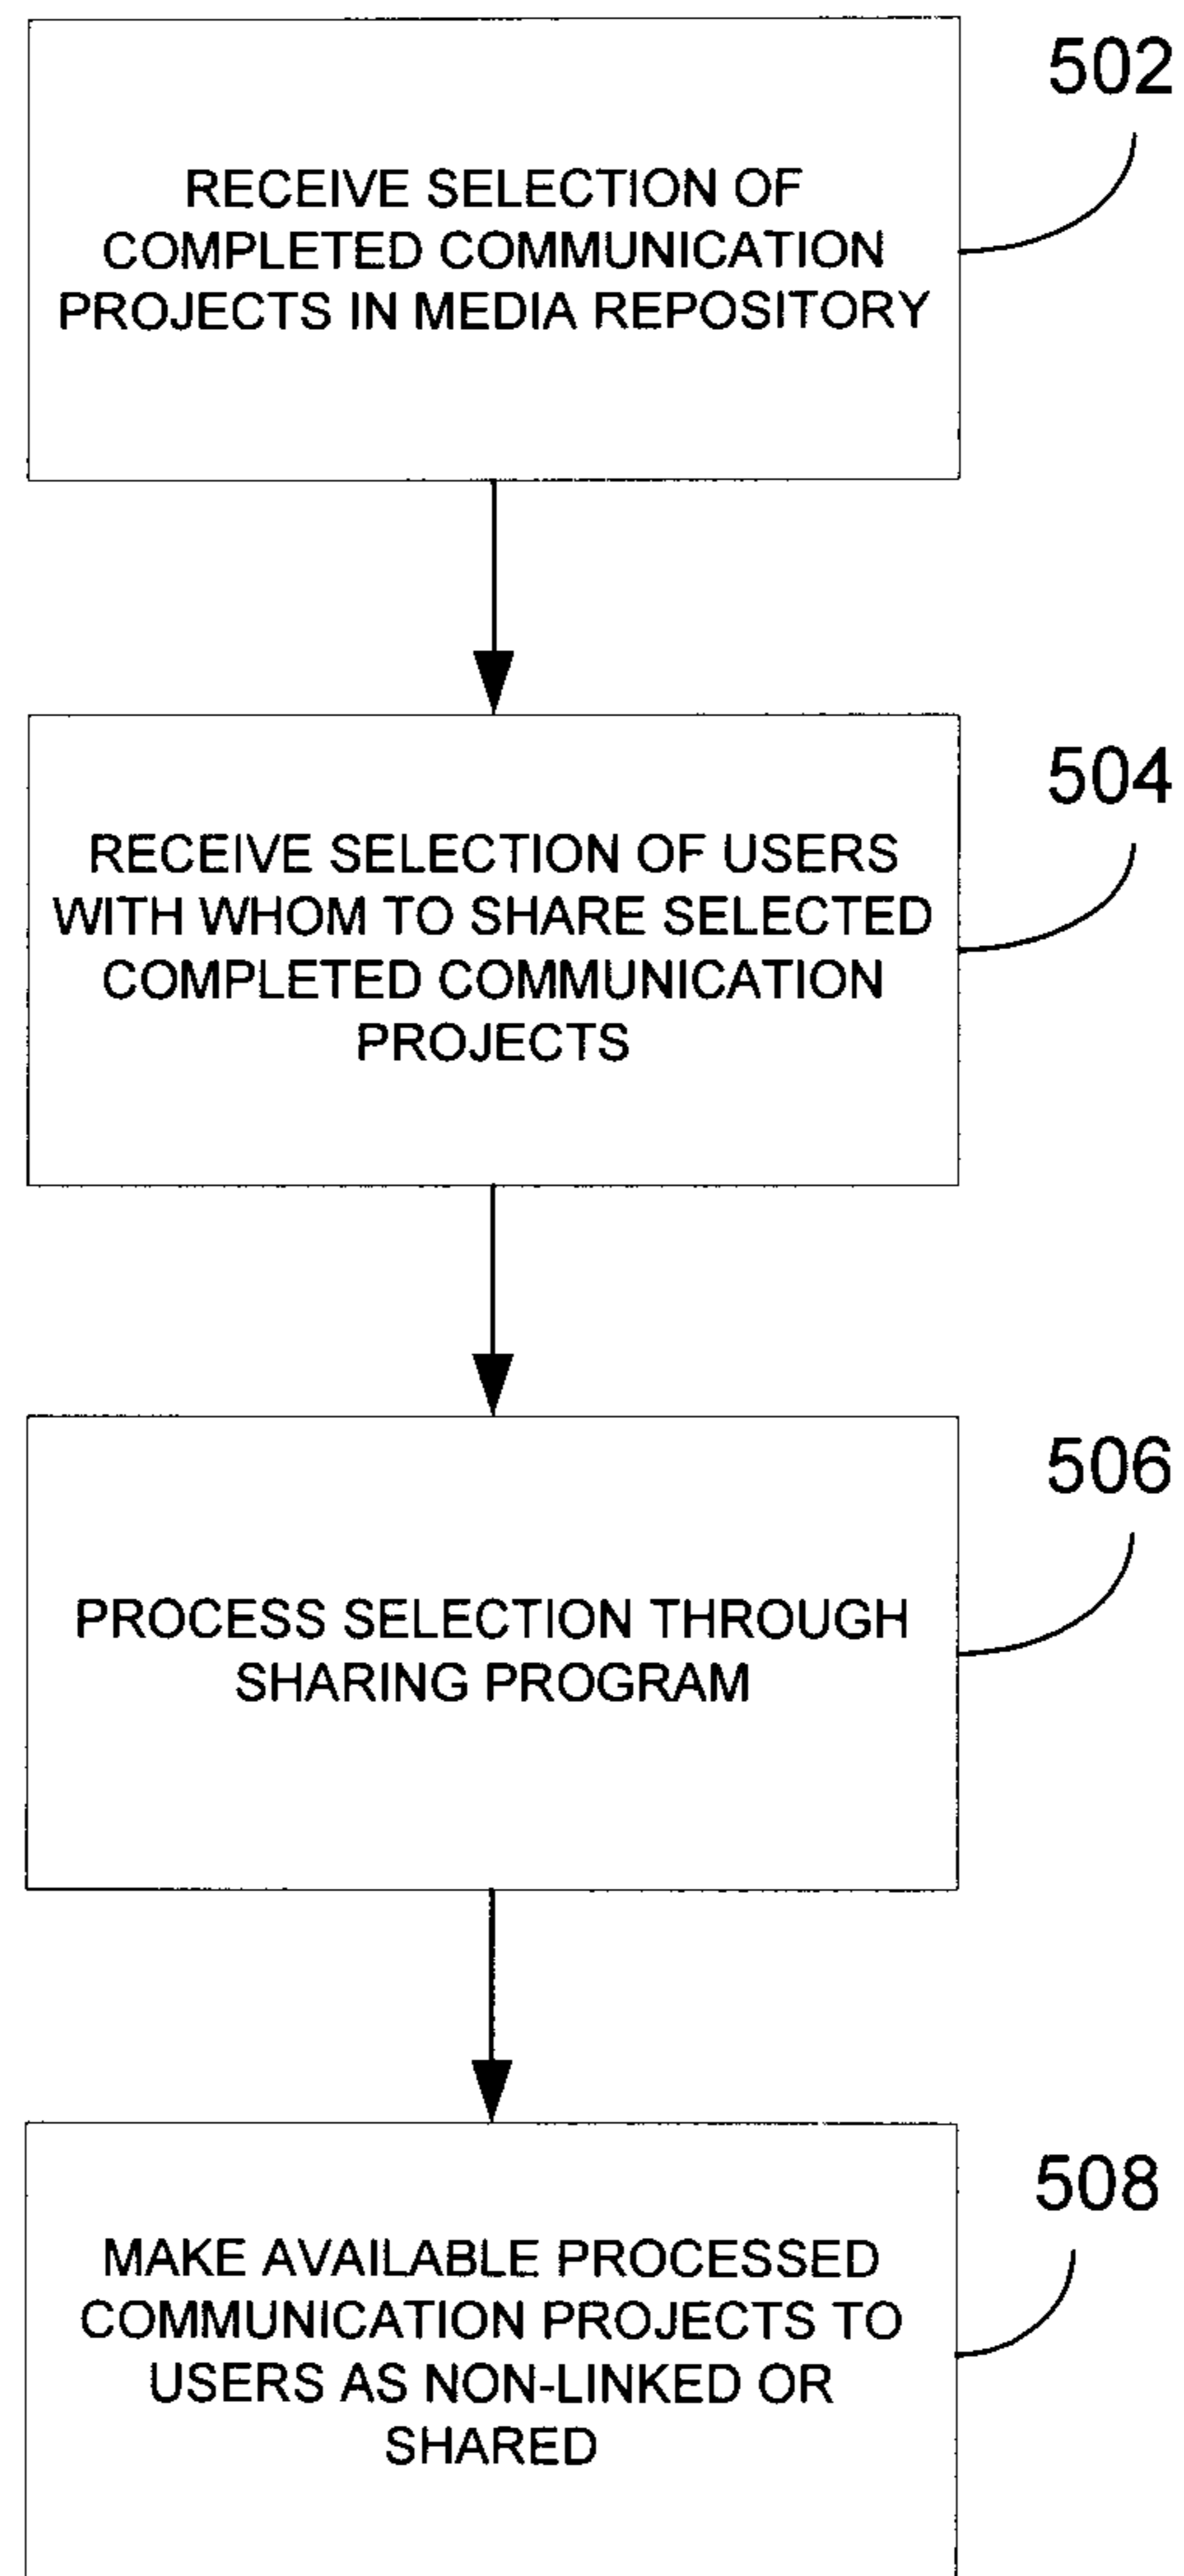 502
RECEIVE SELECTION OF
COMPLETED COMMUNICATION
PROJECTS IN MEDIA REPOSITORY
504
RECEIVE SELECTION OF USERS
WITH WHOM TO SHARE SELECTED
COMPLETED COMMUNICATION
PROJECTS
506
PROCESS SELECTION THROUGH
SHARING PROGRAM
508
MAKE AVAILABLE PROCESSED
COMMUNICATION PROJECTS TO
USERS AS NON-LINKED OR
SHARED